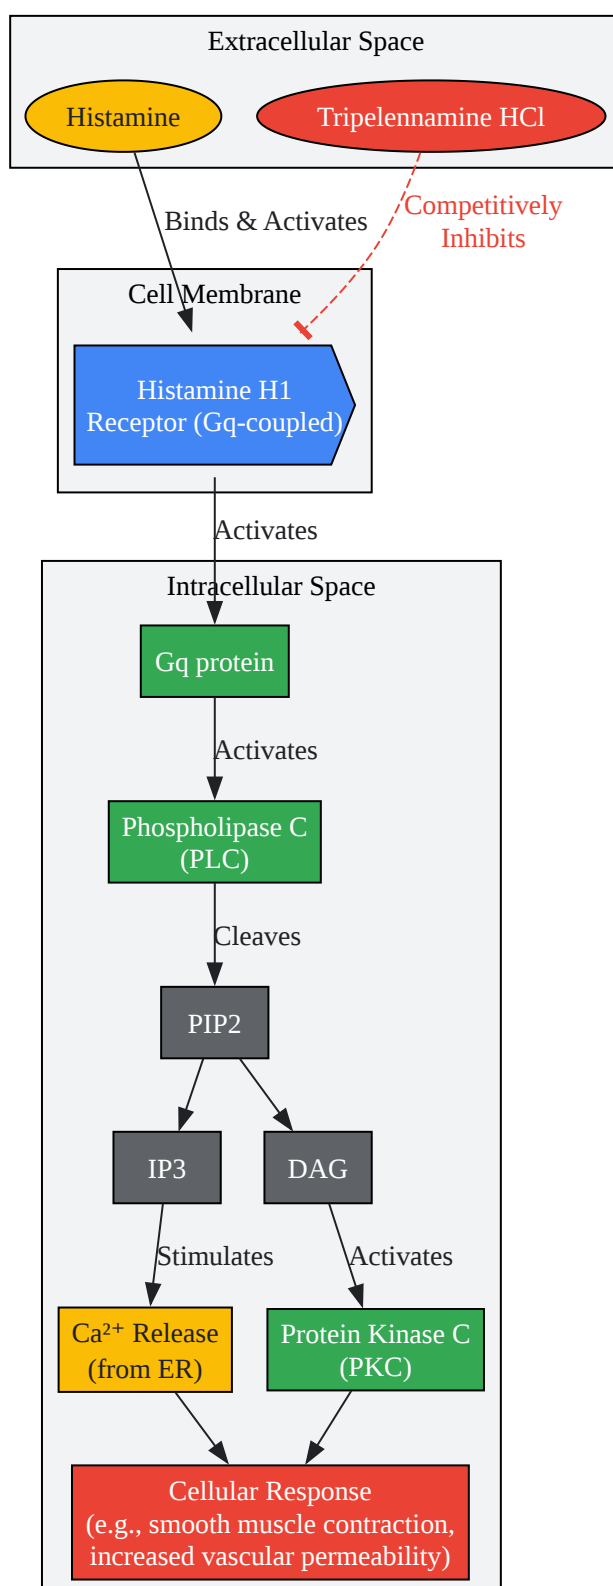 Extracellular Space
Histamine
Tripelennamine HCl
Binds & Activates
Competitively
Inhibits
Cell Membrane
Histamine H1
Receptor (Gq-coupled)
Activates
Intracellular Space
Gq protein
Activates
Phospholipase C
(PLC)
Cleaves
PIP2
IP3
DAG
Stimulates
Activates
Ca²⁺ Release
(from ER)
Protein Kinase C
(PKC)
Cellular Response
(e.g., smooth muscle contraction,
increased vascular permeability)